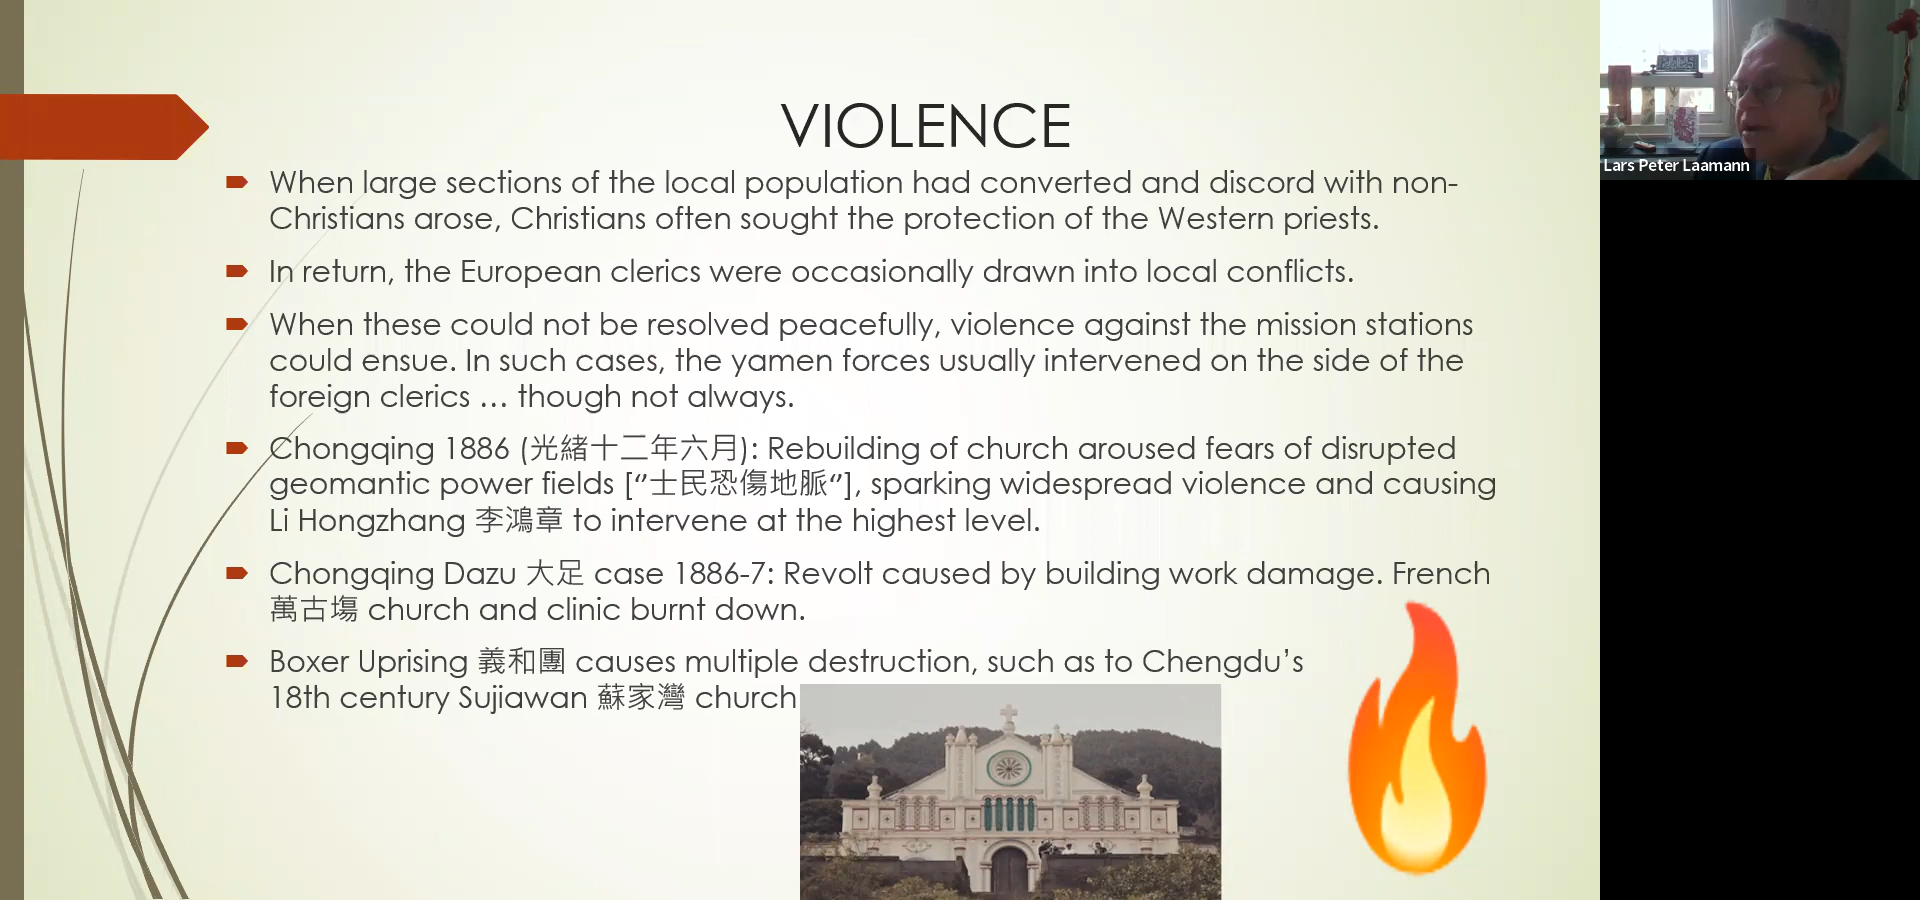 VIOLENCE
When large sections of the local population had converted and discord with non-
Christians arose, Christians often sought the protection of the Western priests.
In return, the European clerics were occasionally drawn into local conflicts.
When these could not be resolved peacefully, violence against the mission stations
could ensue. In such cases, the yamen forces usually intervened on the side of the
foreign clerics … though not always.
Chongqing 1886 (光緒十二年六月): Rebuilding of church aroused fears of disrupted
geomantic power fields [“士民恐傷地脈“], sparking widespread violence and causing
Li Hongzhang 李鴻章 to intervene at the highest level.
Chongqing Dazu 大足 case 1886-7: Revolt caused by building work damage. French
萬古塲 church and clinic burnt down.
Boxer Uprising 義和團 causes multiple destruction, such as to Chengdu’s
18th century Sujiawan 蘇家灣 church
Lars Peter Laamann